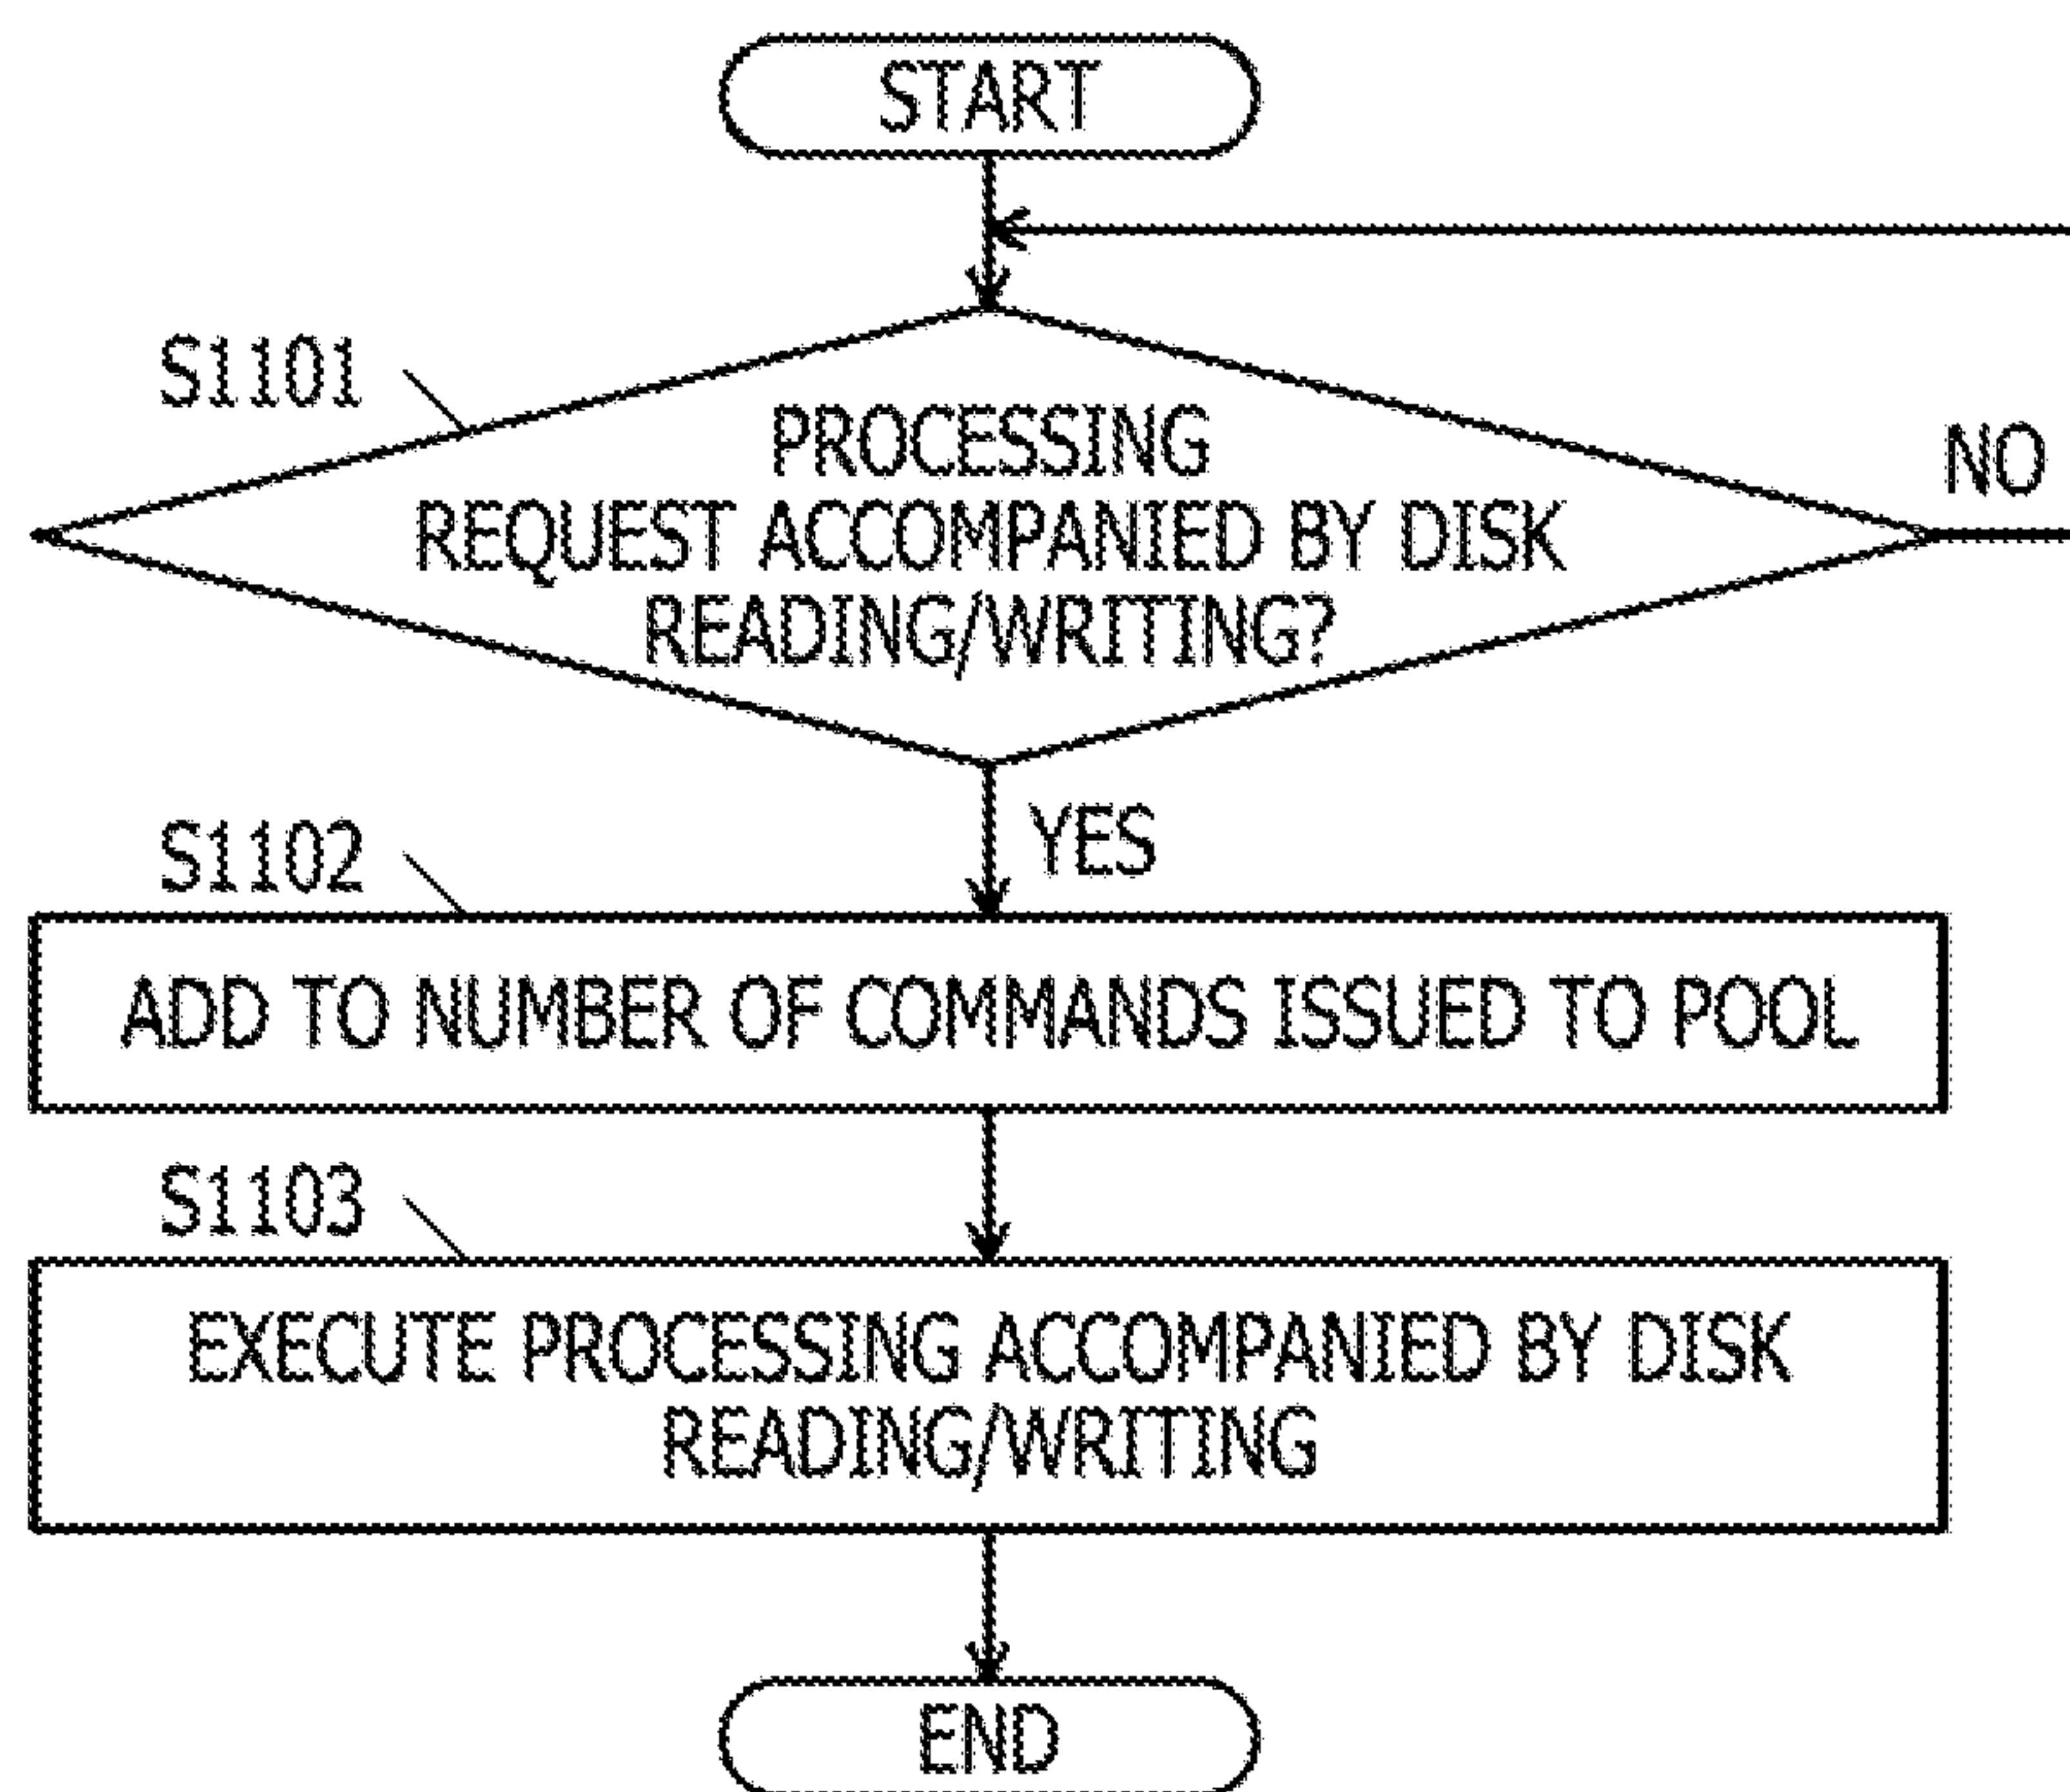 START
S1101
PROCESSING
REQUEST ACCOMPANIED BY DISK
READING/WRITING?
NO
YES
S1102
ADD TO NUMBER OF COMMANDS ISSUED TO POOL
S1103
EXECUTE PROCESSING ACCOMPANIED BY DISK
READING/WRITING
END